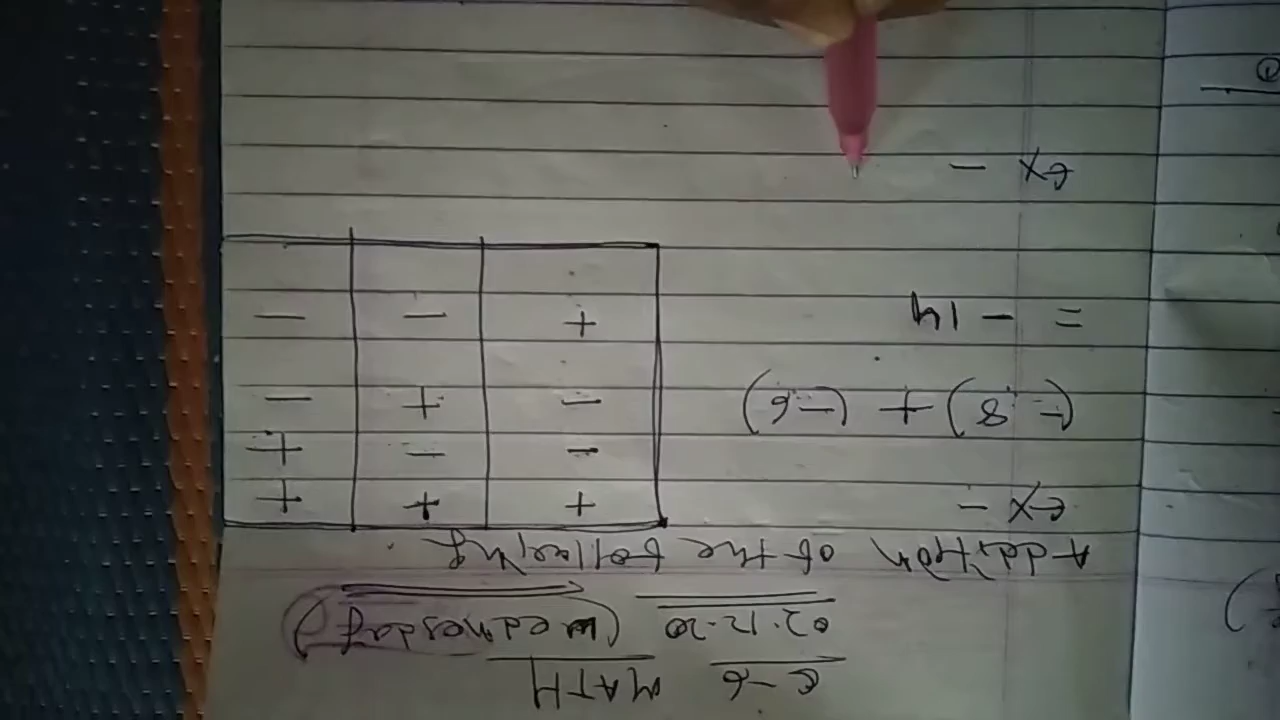 C-6 MATH
02.12.20 (Wednesday)
Addition of the following
Ex -
(-8) + (-6)
= - 14
Ex -
+ + +
- - +
- + -
+ - -